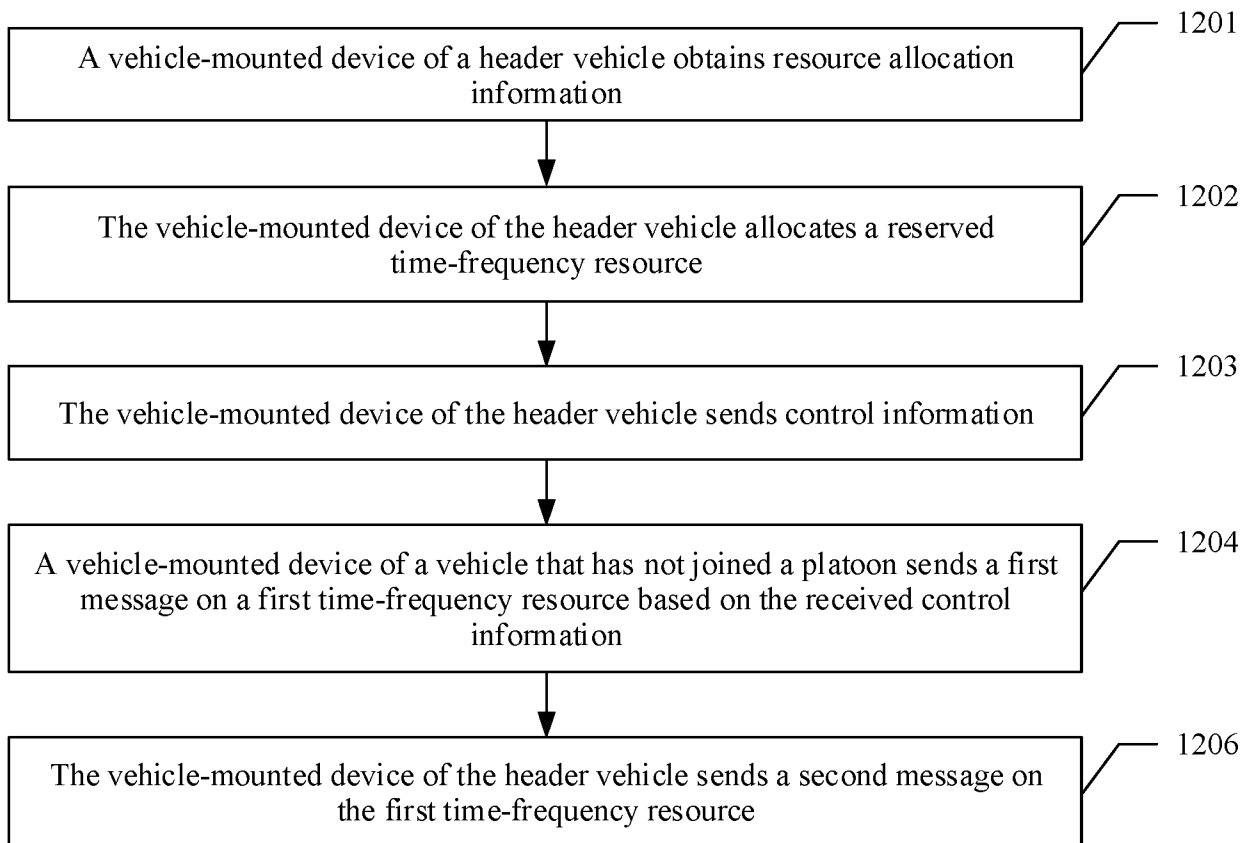 1201
A vehicle-mounted device of a header vehicle obtains resource allocation
information
1202
The vehicle-mounted device of the header vehicle allocates a reserved
time-frequency resource
1203
The vehicle-mounted device of the header vehicle sends control information
1204
A vehicle-mounted device of a vehicle that has not joined a platoon sends a first
message on a first time-frequency resource based on the received control
information
1206
The vehicle-mounted device of the header vehicle sends a second message on
the first time-frequency resource